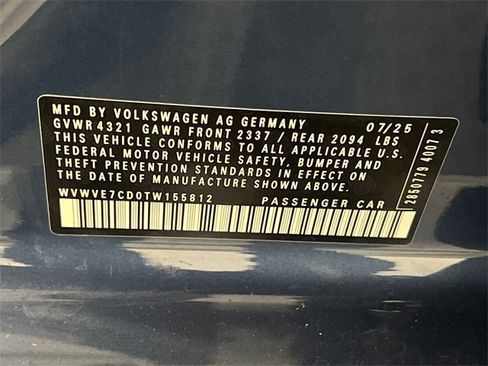 MFD BY VOLKSWAGEN AG GERMANY 07/25
GVWR 4321 GAWR FRONT 2337 / REAR 2094 LBS
THIS VEHICLE CONFORMS TO ALL APPLICABLE U.S.
FEDERAL MOTOR VEHICLE SAFETY, BUMPER AND
THEFT PREVENTION STANDARDS IN EFFECT ON
THE DATE OF MANUFACTURE SHOWN ABOVE.
WVWVE7CD0TW155812 PASSENGER CAR
2850779 4007 3